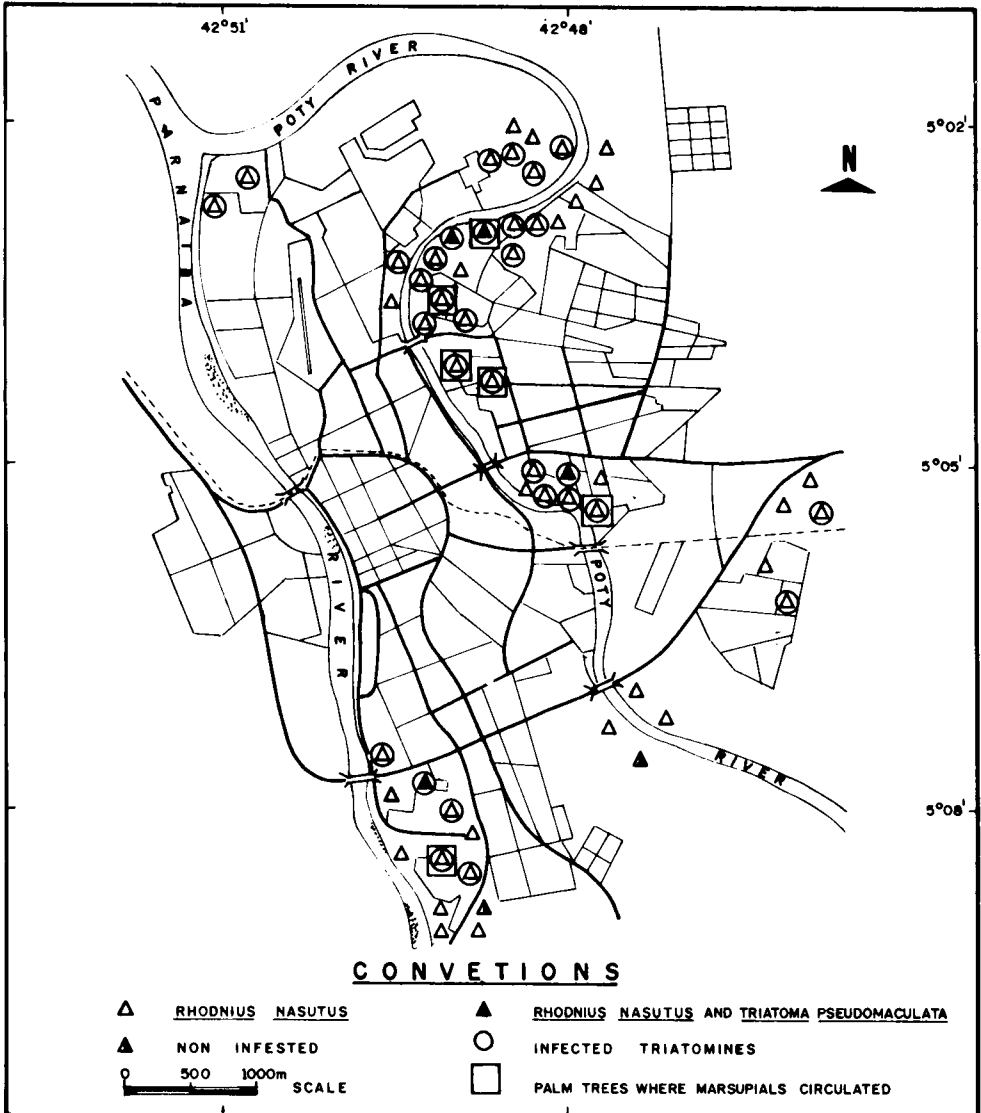 42°51' 42°48'
POTY RIVER
5°02'
N
PARNAIBA
5°05'
RIVER
POTY
RIVER
5°08'
CONVETIONS
RHODNIUS NASUTUS
RHODNIUS NASUTUS AND TRIATOMA PSEUDOMACULATA
NON INFESTED
INFECTED TRIATOMINES
0 500 1000m
SCALE
PALM TREES WHERE MARSUPIALS CIRCULATED